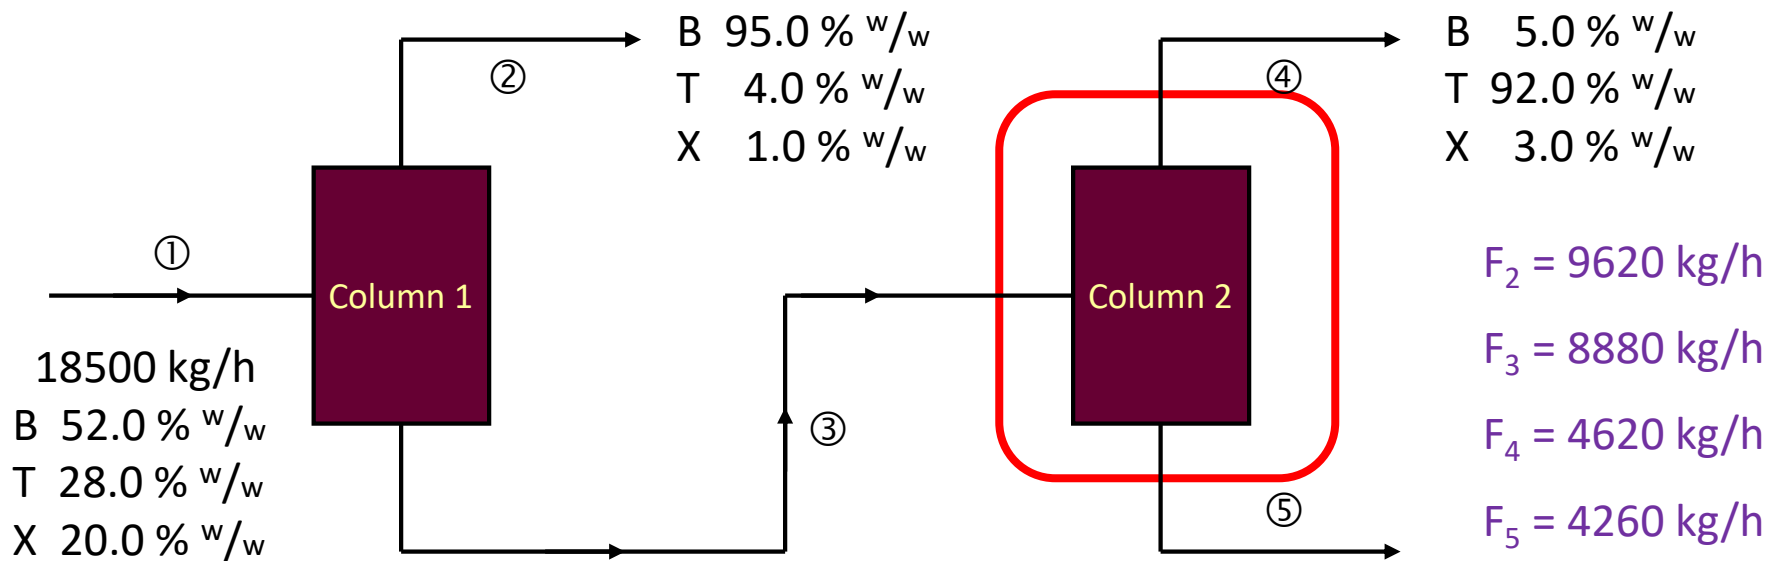 ①
18500 kg/h
B 52.0 % w/w
T 28.0 % w/w
X 20.0 % w/w
Column 1
②
B 95.0 % w/w
T 4.0 % w/w
X 1.0 % w/w
③
Column 2
④
B 5.0 % w/w
T 92.0 % w/w
X 3.0 % w/w
⑤
F2 = 9620 kg/h
F3 = 8880 kg/h
F4 = 4620 kg/h
F5 = 4260 kg/h